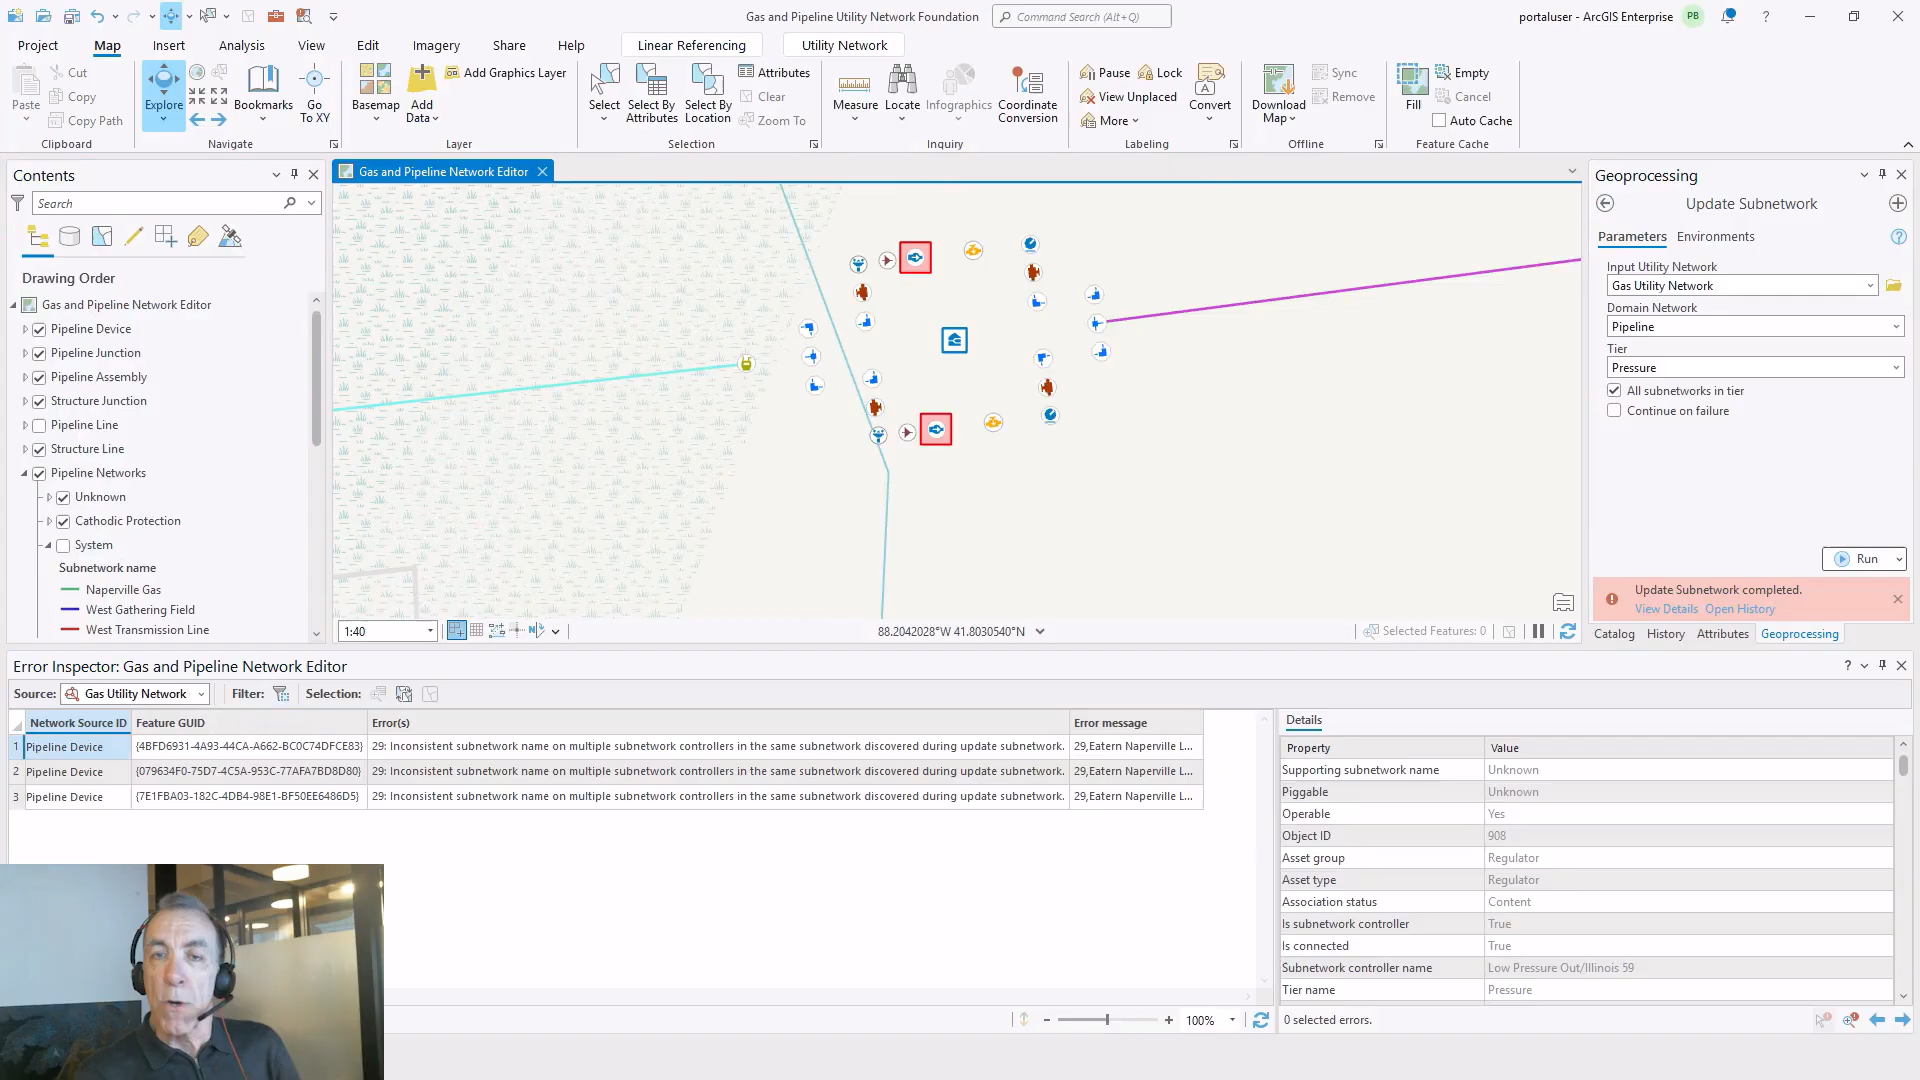 Gas and Pipeline Utility Network Foundation
Command Search (Alt+Q)
portaluser - ArcGIS Enterprise
PB
?
Project
Map
Insert
Analysis
View
Edit
Imagery
Share
Help
Linear Referencing
Utility Network
Paste
Cut
Copy
Copy Path
Clipboard
Explore
Bookmarks
Go
To XY
Navigate
Basemap
Add
Data
Add Graphics Layer
Layer
Select
Select By
Attributes
Select By
Location
Attributes
Clear
Zoom To
Selection
Measure
Locate
Infographics
Coordinate
Conversion
Inquiry
Pause
Lock
View Unplaced
More
Convert
Labeling
Download
Map
Sync
Remove
Offline
Fill
Empty
Cancel
Auto Cache
Feature Cache
Contents
Search
Drawing Order
Gas and Pipeline Network Editor
Pipeline Device
Pipeline Junction
Pipeline Assembly
Structure Junction
Pipeline Line
Structure Line
Pipeline Networks
Unknown
Cathodic Protection
System
Subnetwork name
Naperville Gas
West Gathering Field
West Transmission Line
Gas and Pipeline Network Editor
1:40
88.2042028°W 41.8030540°N
Selected Features: 0
Geoprocessing
Update Subnetwork
Parameters
Environments
Input Utility Network
Gas Utility Network
Domain Network
Pipeline
Tier
Pressure
All subnetworks in tier
Continue on failure
Run
Update Subnetwork completed.
View Details Open History
Catalog
History
Attributes
Geoprocessing
Error Inspector: Gas and Pipeline Network Editor
?
Source:
Gas Utility Network
Filter:
Selection:
Network Source ID
Feature GUID
Error(s)
Error message
1 Pipeline Device {4BFD6931-4A93-44CA-A662-BC0C74DFCE83} 29: Inconsistent subnetwork name on multiple subnetwork controllers in the same subnetwork discovered during update subnetwork. 29,Eatern Naperville L...
2 Pipeline Device {079634F0-75D7-4C5A-953C-77AFA7BD8D80} 29: Inconsistent subnetwork name on multiple subnetwork controllers in the same subnetwork discovered during update subnetwork. 29,Eatern Naperville L...
3 Pipeline Device {7E1FBA03-182C-4DB4-98E1-BF50EE6486D5} 29: Inconsistent subnetwork name on multiple subnetwork controllers in the same subnetwork discovered during update subnetwork. 29,Eatern Naperville L...
100%
Details
Property Value
Supporting subnetwork name Unknown
Piggable Unknown
Operable Yes
Object ID 908
Asset group Regulator
Asset type Regulator
Association status Content
Is subnetwork controller True
Is connected True
Subnetwork controller name Low Pressure Out/Illinois 59
Tier name Pressure
0 selected errors.